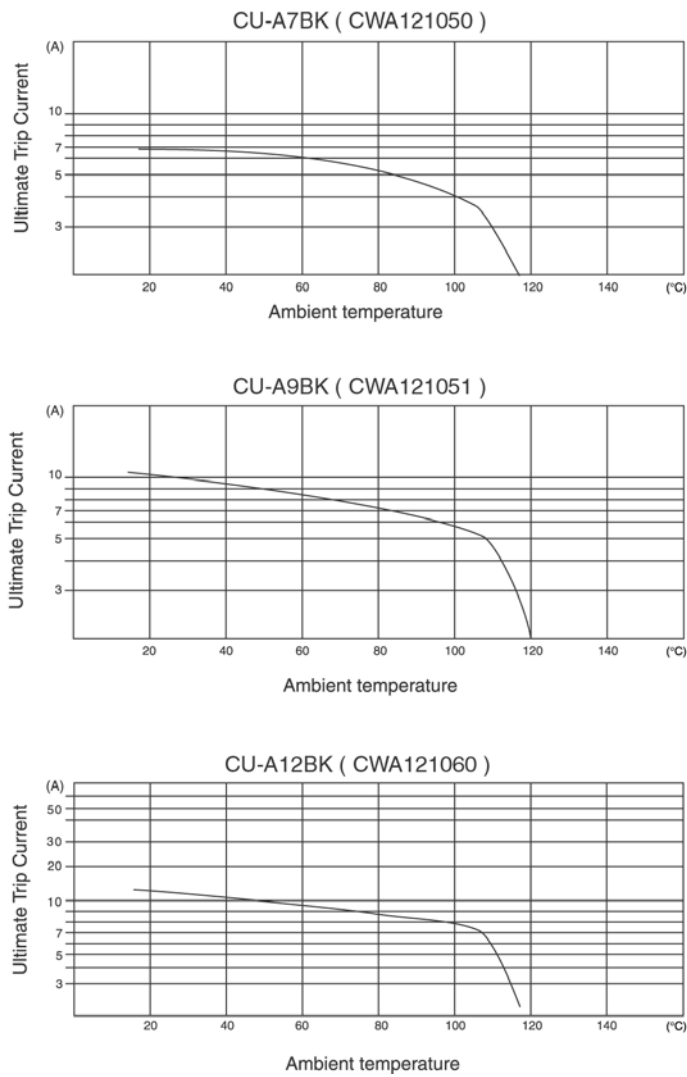 CU-A7BK ( CWA121050 )
(A)
Ultimate Trip Current
10
7
5
3
20 40 60 80 100 120 140 (°C)
Ambient temperature
CU-A9BK ( CWA121051 )
(A)
Ultimate Trip Current
10
7
5
3
20 40 60 80 100 120 140 (°C)
Ambient temperature
CU-A12BK ( CWA121060 )
(A)
Ultimate Trip Current
50
30
20
10
7
5
3
20 40 60 80 100 120 140 (°C)
Ambient temperature